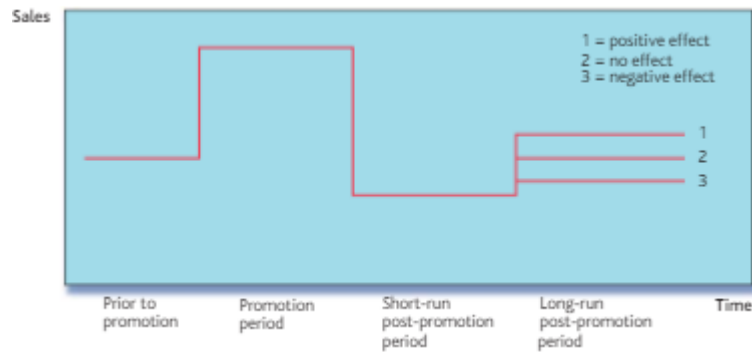 Sales
1 = positive effect
2 = no effect
3 = negative effect
1
2
3
Prior to
promotion
Promotion
period
Short-run
post-promotion
period
Long-run
post-promotion
period
Time